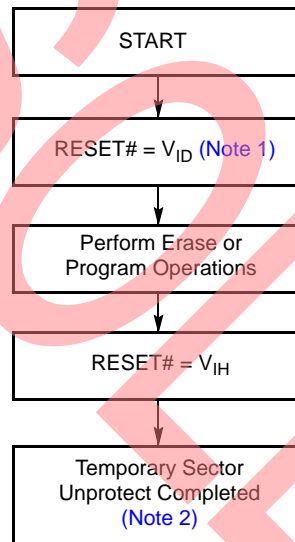 START
RESET# = VID (Note 1)
Perform Erase or
Program Operations
RESET# = VIH
Temporary Sector
Unprotect Completed
(Note 2)